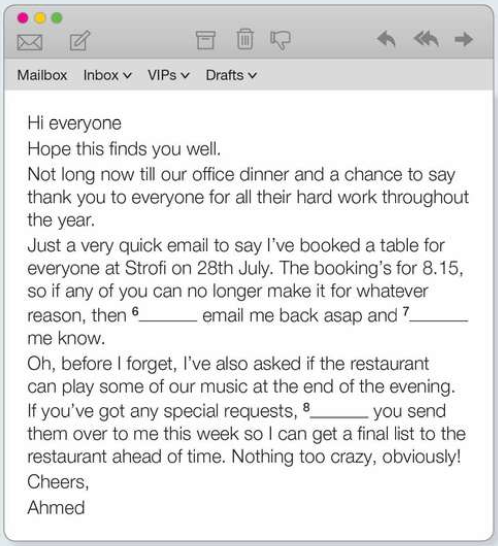 Mailbox Inbox VIPs Drafts
Hi everyone
Hope this finds you well.
Not long now till our office dinner and a chance to say
thank you to everyone for all their hard work throughout
the year.
Just a very quick email to say I've booked a table for
everyone at Strofi on 28th July. The booking's for 8.15,
so if any of you can no longer make it for whatever
reason, then 6______ email me back asap and 7______
me know.
Oh, before I forget, I've also asked if the restaurant
can play some of our music at the end of the evening.
If you've got any special requests, 8______ you send
them over to me this week so I can get a final list to the
restaurant ahead of time. Nothing too crazy, obviously!
Cheers,
Ahmed